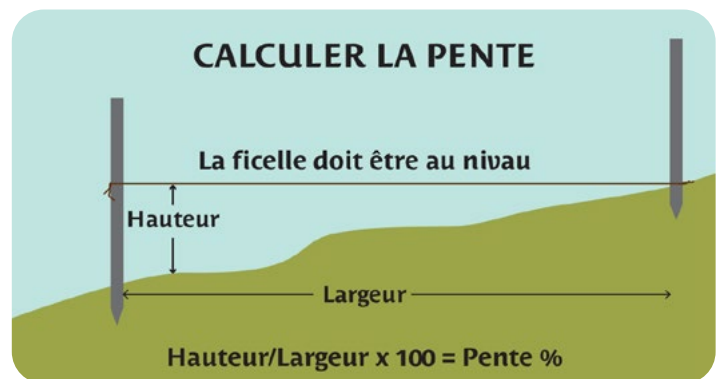 CALCULER LA PENTE
La ficelle doit être au nivau
Hauteur
Largeur
Hauteur/Largeur x 100 = Pente %